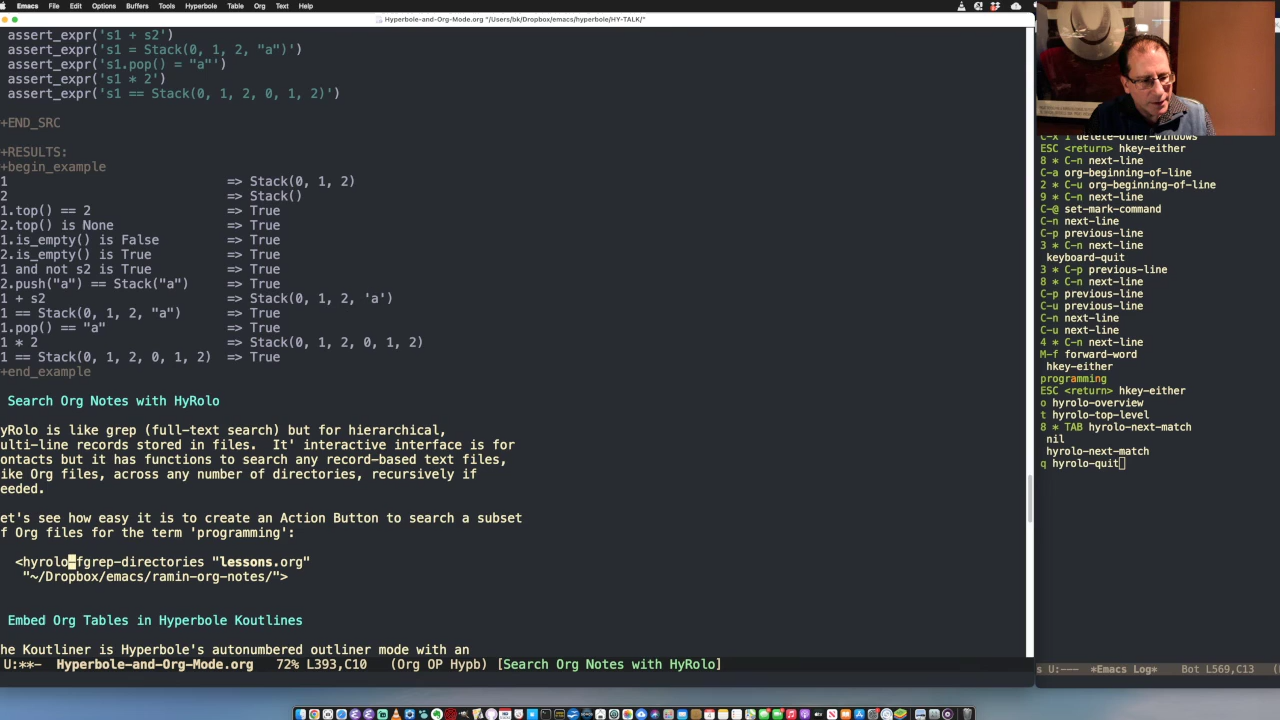 Emacs File Edit Options Buffers Tools Hyperbole Table Org Text Help
Hyperbole-and-Org-Mode.org "/Users/bk/Dropbox/emacs/hyperbole/HY-TALK/"
assert_expr('s1 + s2')
assert_expr('s1 = Stack(0, 1, 2, "a")')
assert_expr('s1.pop() = "a"')
assert_expr('s1 * 2')
assert_expr('s1 == Stack(0, 1, 2, 0, 1, 2)')
+END_SRC
+RESULTS:
+begin_example
1 => Stack(0, 1, 2)
2 => Stack()
1.top() == 2 => True
2.top() is None => True
1.is_empty() is False => True
2.is_empty() is True => True
1 and not s2 is True => True
2.push("a") == Stack("a") => True
1 + s2 => Stack(0, 1, 2, 'a')
1 == Stack(0, 1, 2, "a") => True
1.pop() == "a" => True
1 * 2 => Stack(0, 1, 2, 0, 1, 2)
1 == Stack(0, 1, 2, 0, 1, 2) => True
+end_example
Search Org Notes with HyRolo
yRolo is like grep (full-text search) but for hierarchical,
ulti-line records stored in files. It' interactive interface is for
ontacts but it has functions to search any record-based text files,
ike Org files, across any number of directories, recursively if
eeded.
et's see how easy it is to create an Action Button to search a subset
f Org files for the term 'programming':
<hyrolo-fgrep-directories "lessons.org"
"~/Dropbox/emacs/ramin-org-notes/">
Embed Org Tables in Hyperbole Koutlines
he Koutliner is Hyperbole's autonumbered outliner mode with an
U:**- Hyperbole-and-Org-Mode.org 72% L393,C10 (Org OP Hypb) [Search Org Notes with HyRolo]
C-x 1 delete-other-windows
ESC <return> hkey-either
8 * C-n next-line
C-a org-beginning-of-line
2 * C-u org-beginning-of-line
9 * C-n next-line
C-@ set-mark-command
C-n next-line
C-p previous-line
3 * C-n next-line
keyboard-quit
3 * C-p previous-line
8 * C-n next-line
C-p previous-line
C-u previous-line
C-n next-line
C-u next-line
4 * C-n next-line
M-f forward-word
hkey-either
programming
ESC <return> hkey-either
o hyrolo-overview
t hyrolo-top-level
8 * TAB hyrolo-next-match
nil
hyrolo-next-match
q hyrolo-quit
s U:--- *Emacs Log* Bot L569,C13